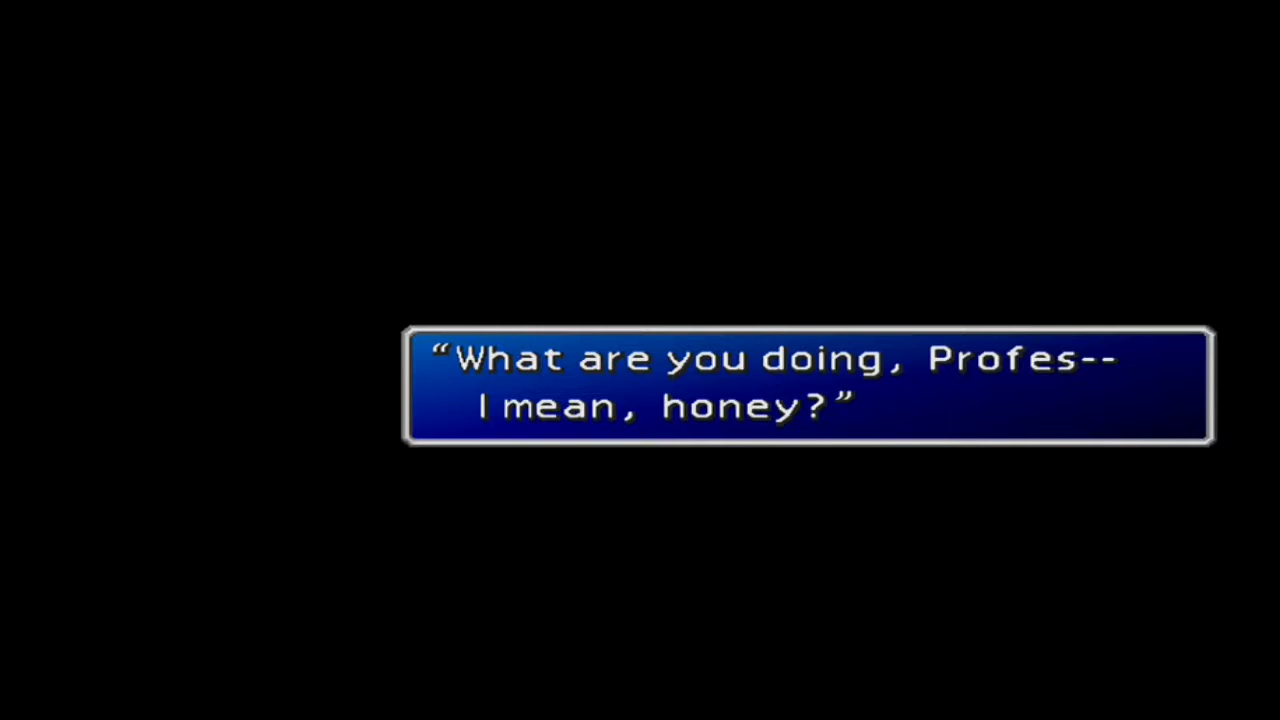 “What are you doing, Profes--
I mean, honey?”